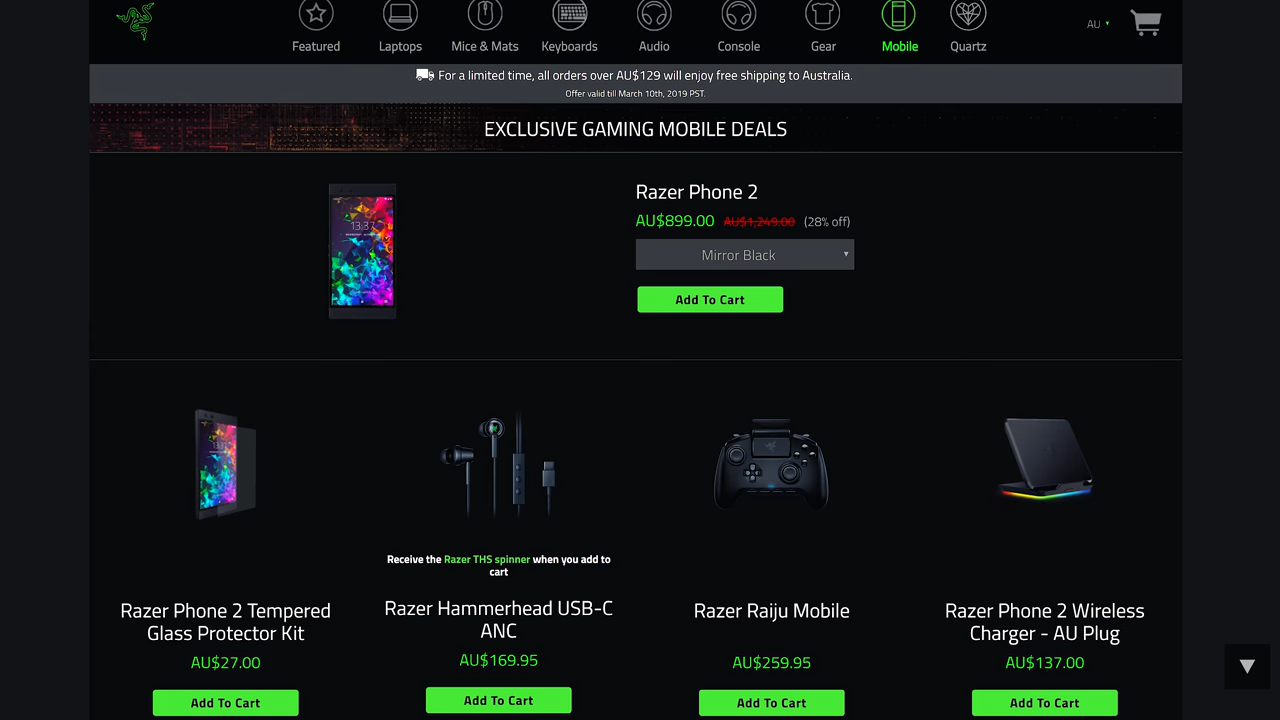 Featured
Laptops
Mice & Mats
Keyboards
Audio
Console
Gear
Mobile
Quartz
AU
For a limited time, all orders over AU$129 will enjoy free shipping to Australia.
Offer valid till March 10th, 2019 PST.
EXCLUSIVE GAMING MOBILE DEALS
Razer Phone 2
AU$899.00 AU$1,249.00 (28% off)
Mirror Black
Add To Cart
13:37
Receive the Razer THS spinner when you add to
cart
Razer Phone 2 Tempered
Glass Protector Kit
AU$27.00
Add To Cart
Razer Hammerhead USB-C
ANC
AU$169.95
Add To Cart
Razer Raiju Mobile
AU$259.95
Add To Cart
Razer Phone 2 Wireless
Charger - AU Plug
AU$137.00
Add To Cart